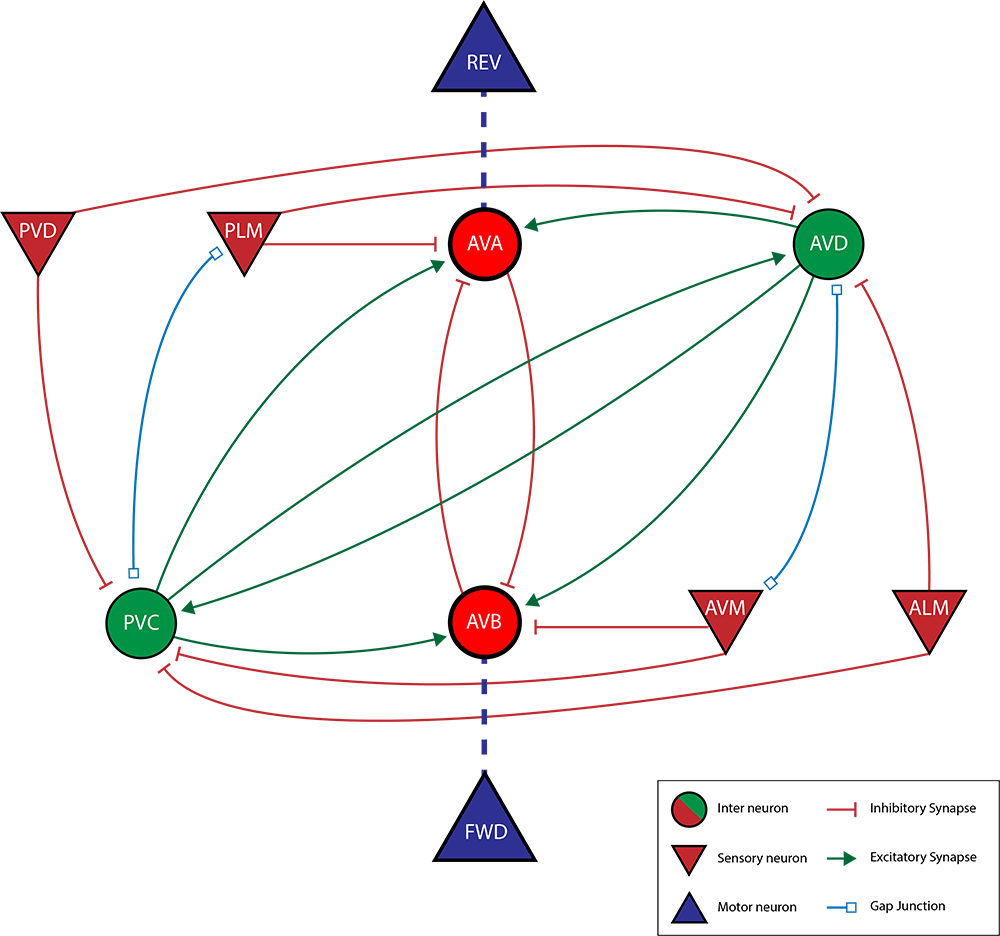 REV
PVD
PLM
AVA
AVD
PVC
AVB
AVM
ALM
FWD
Inter neuron
Inhibitory Synapse
Sensory neuron
Excitatory Synapse
Motor neuron
Gap Junction